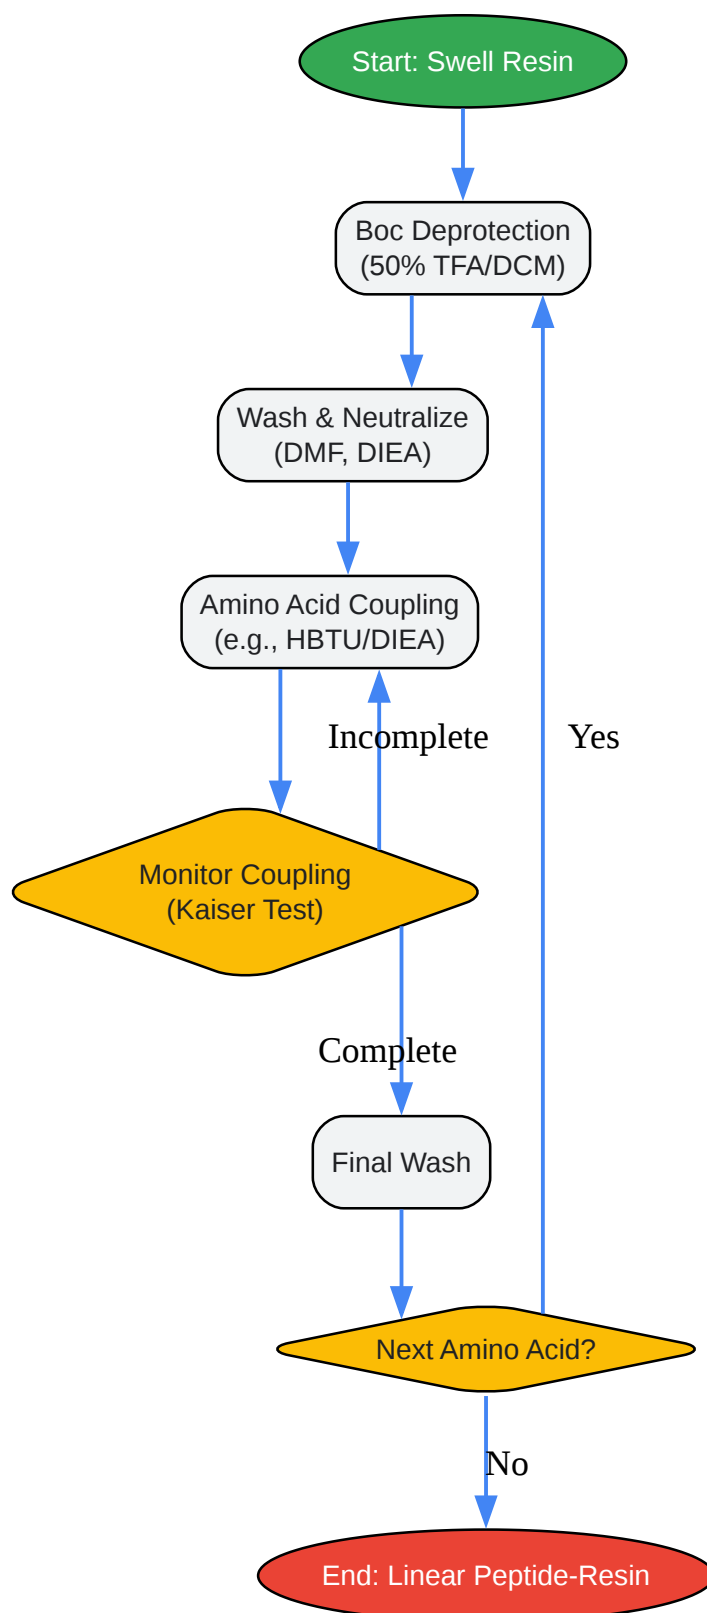 Start: Swell Resin
Boc Deprotection
(50% TFA/DCM)
Wash & Neutralize
(DMF, DIEA)
Amino Acid Coupling
(e.g., HBTU/DIEA)
Incomplete
Yes
Monitor Coupling
(Kaiser Test)
Complete
Final Wash
Next Amino Acid?
No
End: Linear Peptide-Resin